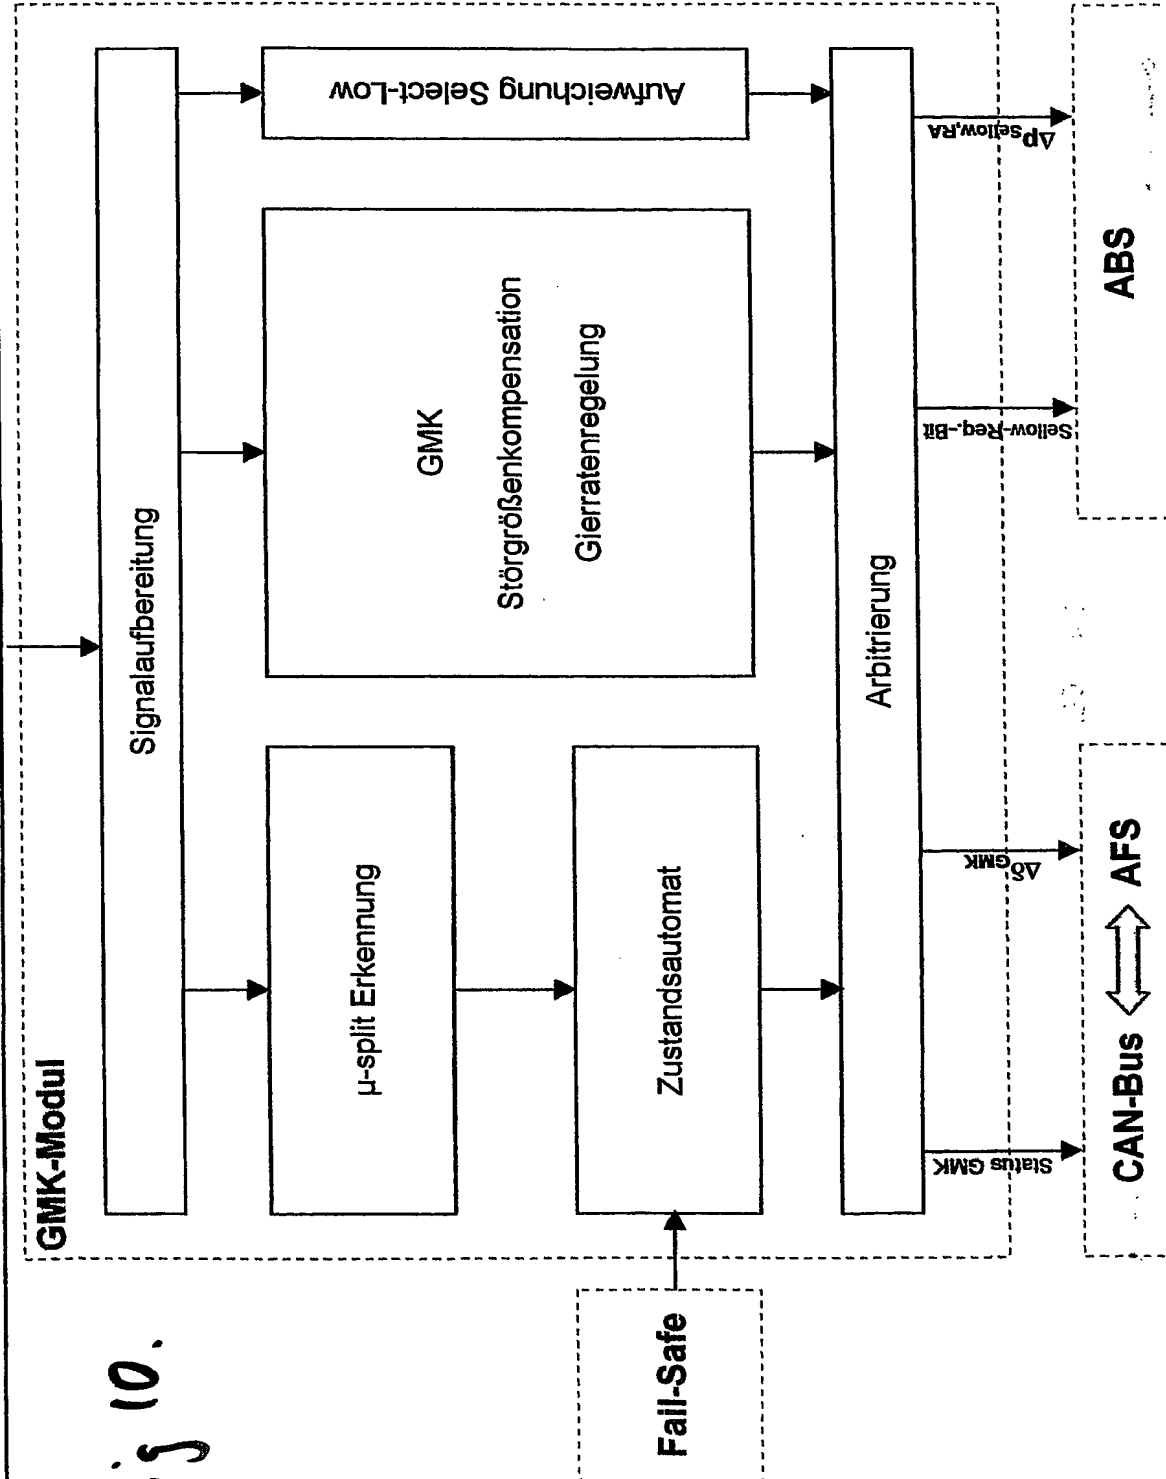 GMK-Modul
Signalaufbereitung
µ-split Erkennung
GMK
Störgrößenkompensation
Gierratenregelung
Aufweichung Select-Low
Zustandsautomat
Fail-Safe
Arbitrierung
Status GMK
Δδ GMK
Sellow-Req.-Bit
Δp Sellow,RA
CAN-Bus
AFS
ABS
10.